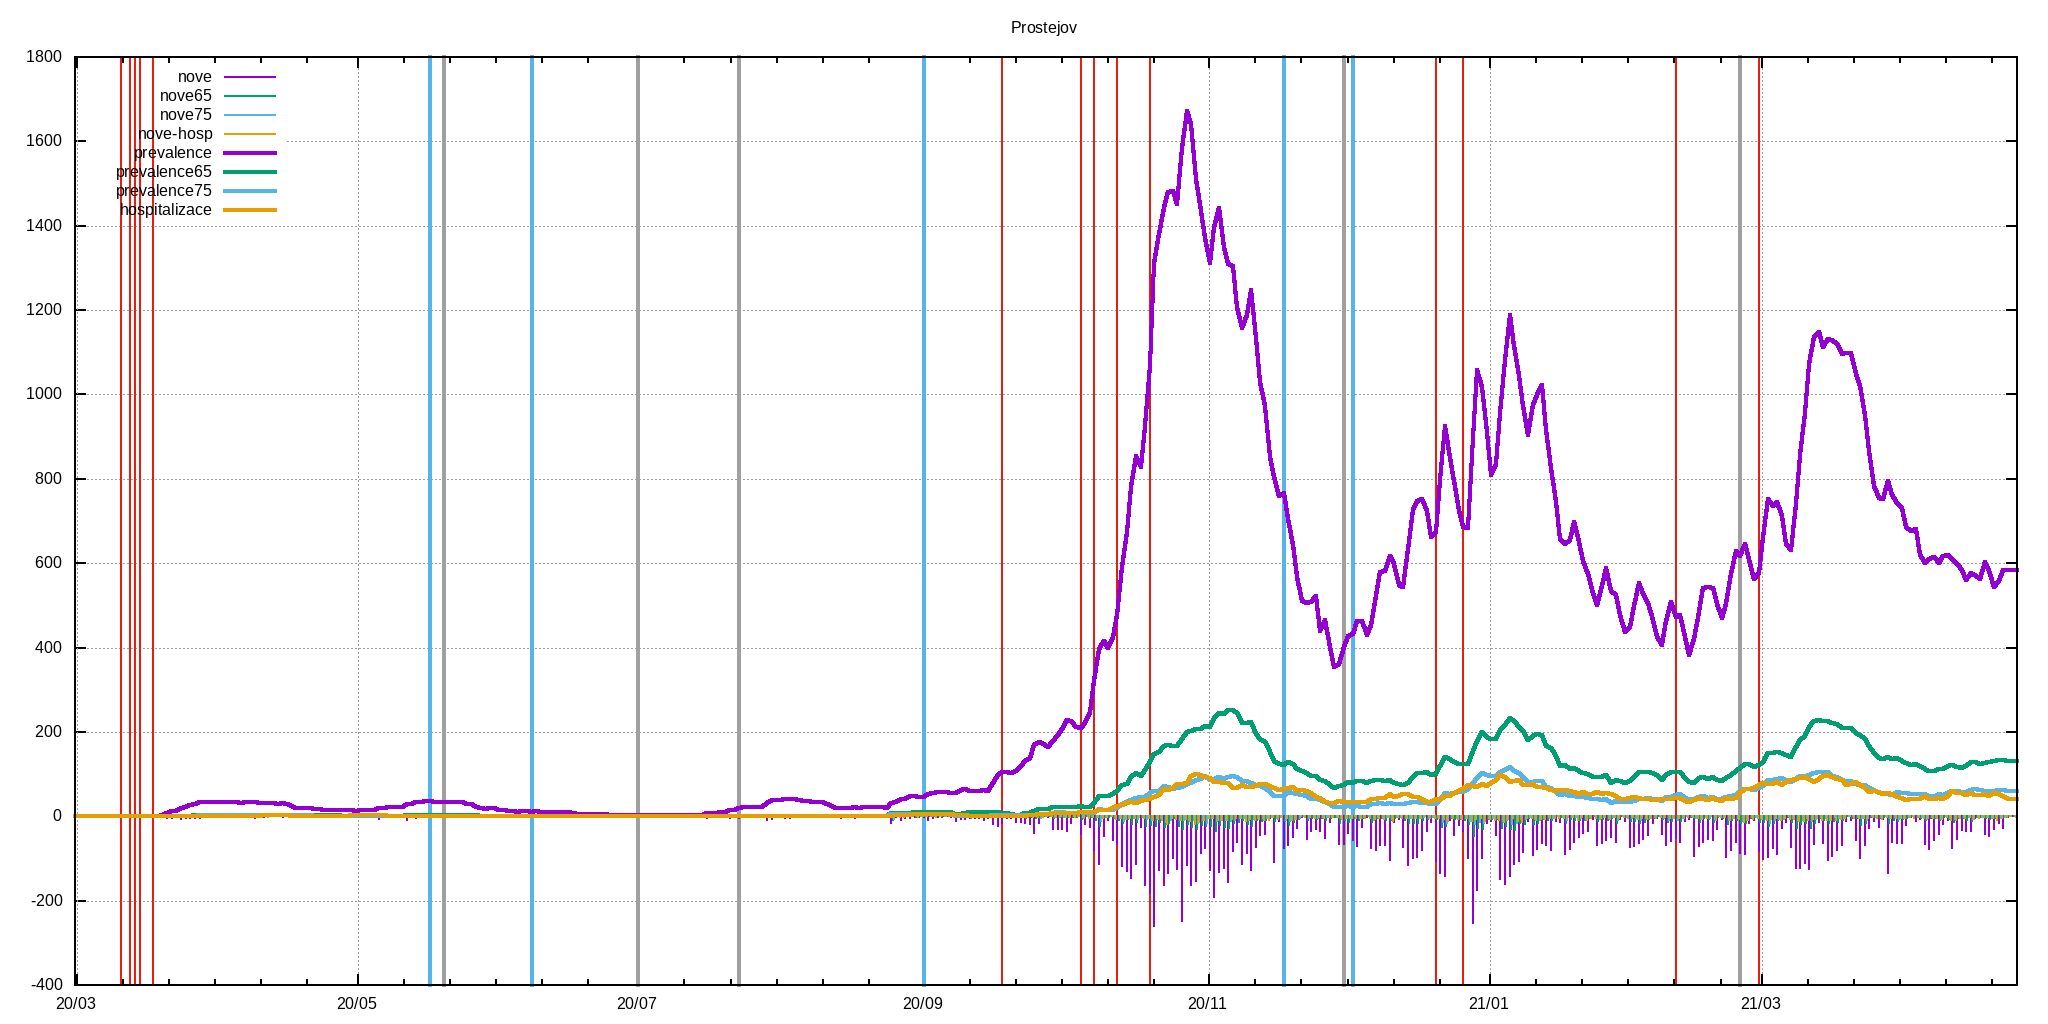 Prostejov
1800
1600
1400
1200
1000
800
600
400
200
0
-200
-400
nove
nove65
nove75
nove-hosp
prevalence
prevalence65
prevalence75
hospitalizace
20/03 20/05 20/07 20/09 20/11 21/01 21/03